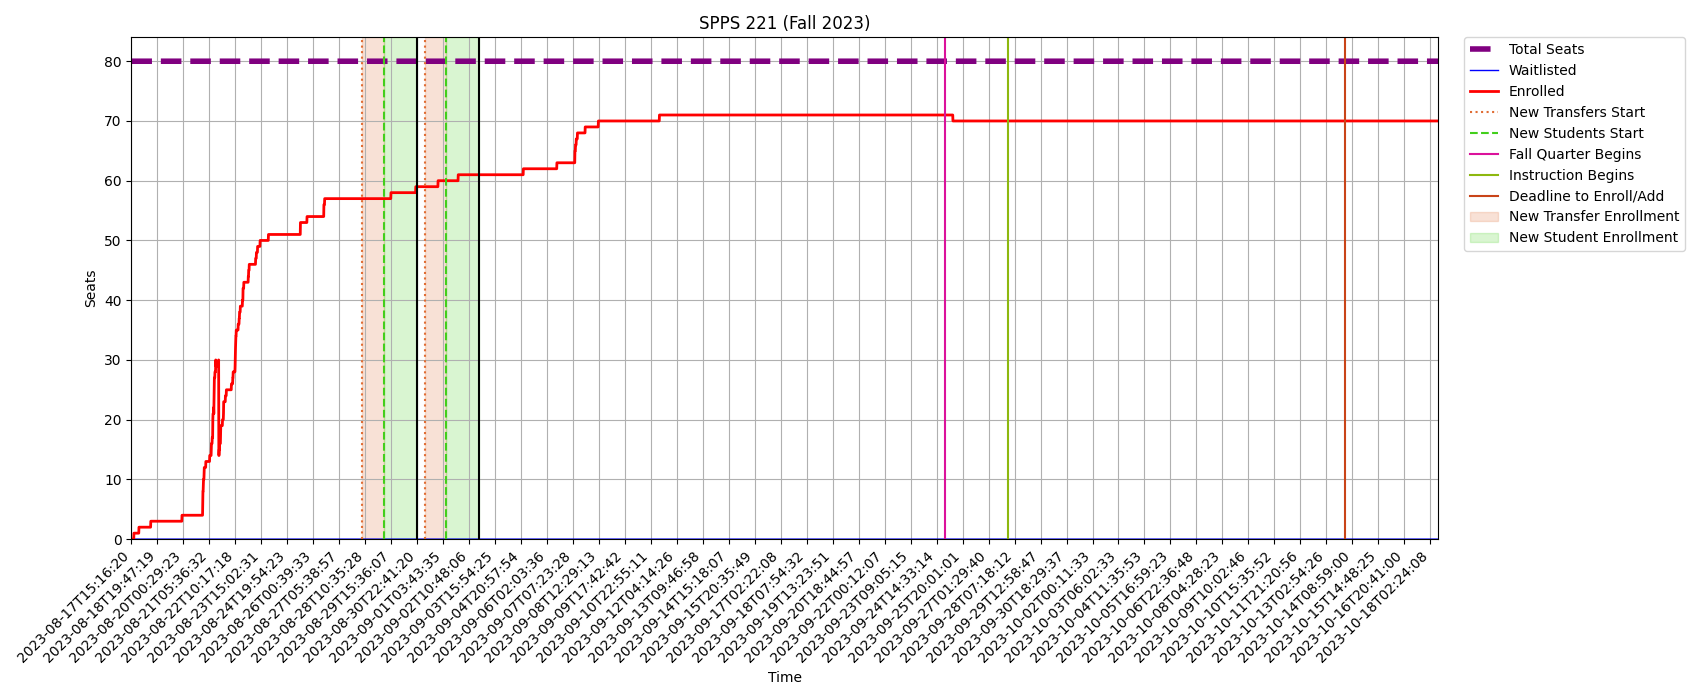 SPPS 221 (Fall 2023)
Total Seats
Waitlisted
Enrolled
New Transfers Start
New Students Start
Fall Quarter Begins
Instruction Begins
Deadline to Enroll/Add
New Transfer Enrollment
New Student Enrollment
Seats
80
70
60
50
40
30
20
10
0
2023-08-17T15:16:20
2023-08-18T19:47:19
2023-08-20T00:29:23
2023-08-21T05:36:32
2023-08-22T10:17:18
2023-08-23T15:02:31
2023-08-24T19:54:23
2023-08-26T00:39:33
2023-08-27T05:38:57
2023-08-28T10:35:28
2023-08-29T15:36:07
2023-08-30T22:41:20
2023-09-01T03:43:35
2023-09-02T10:48:06
2023-09-03T15:54:25
2023-09-04T20:57:54
2023-09-06T02:03:36
2023-09-07T07:23:28
2023-09-08T12:29:13
2023-09-09T17:42:42
2023-09-10T22:55:11
2023-09-12T04:14:26
2023-09-13T09:46:58
2023-09-14T15:18:07
2023-09-15T20:35:49
2023-09-17T02:22:08
2023-09-18T07:54:32
2023-09-19T13:23:51
2023-09-20T18:44:57
2023-09-22T00:12:07
2023-09-23T09:05:15
2023-09-24T14:33:14
2023-09-25T20:01:01
2023-09-27T01:29:40
2023-09-28T07:18:12
2023-09-29T12:58:47
2023-09-30T18:29:37
2023-10-02T00:11:33
2023-10-03T06:02:33
2023-10-04T11:35:53
2023-10-05T16:59:23
2023-10-06T22:36:48
2023-10-08T04:28:23
2023-10-09T10:02:46
2023-10-10T15:35:52
2023-10-11T21:20:56
2023-10-13T02:54:26
2023-10-14T08:59:00
2023-10-15T14:48:25
2023-10-16T20:41:00
2023-10-18T02:24:08
Time